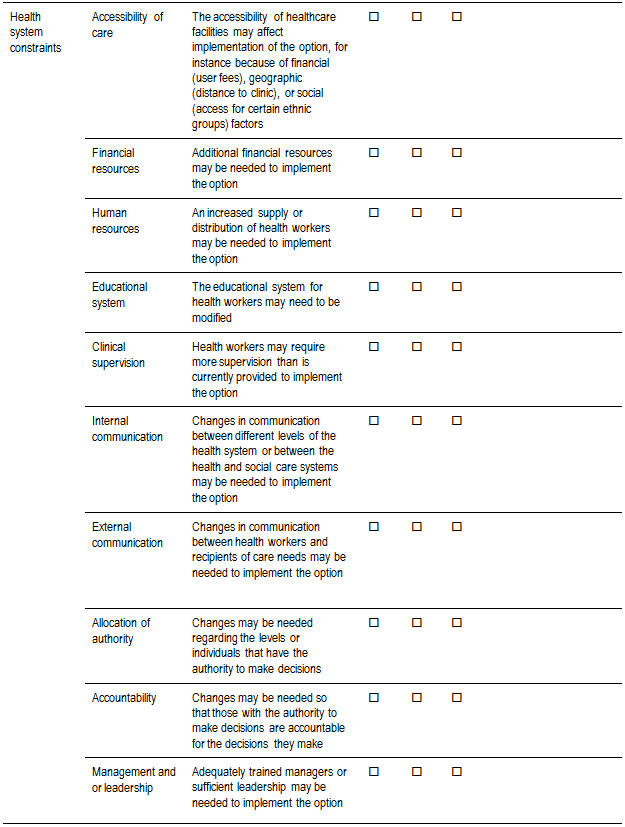 Health
system
constraints
Accessibility of
care
The accessibility of healthcare
facilities may affect
implementation of the option, for
instance because of financial
(user fees), geographic
(distance to clinic), or social
(access for certain ethnic
groups) factors
Financial
resources
Additional financial resources
may be needed to implement
the option
Human
resources
An increased supply or
distribution of health workers
may be needed to implement
the option
Educational
system
The educational system for
health workers may need to be
modified
Clinical
supervision
Health workers may require
more supervision than is
currently provided to implement
the option
Internal
communication
Changes in communication
between different levels of the
health system or between the
health and social care systems
may be needed to implement
the option
External
communication
Changes in communication
between health workers and
recipients of care needs may be
needed to implement the option
Allocation of
authority
Changes may be needed
regarding the levels or
individuals that have the
authority to make decisions
Accountability
Changes may be needed so
that those with the authority to
make decisions are accountable
for the decisions they make
Management and
or leadership
Adequately trained managers or
sufficient leadership may be
needed to implement the option